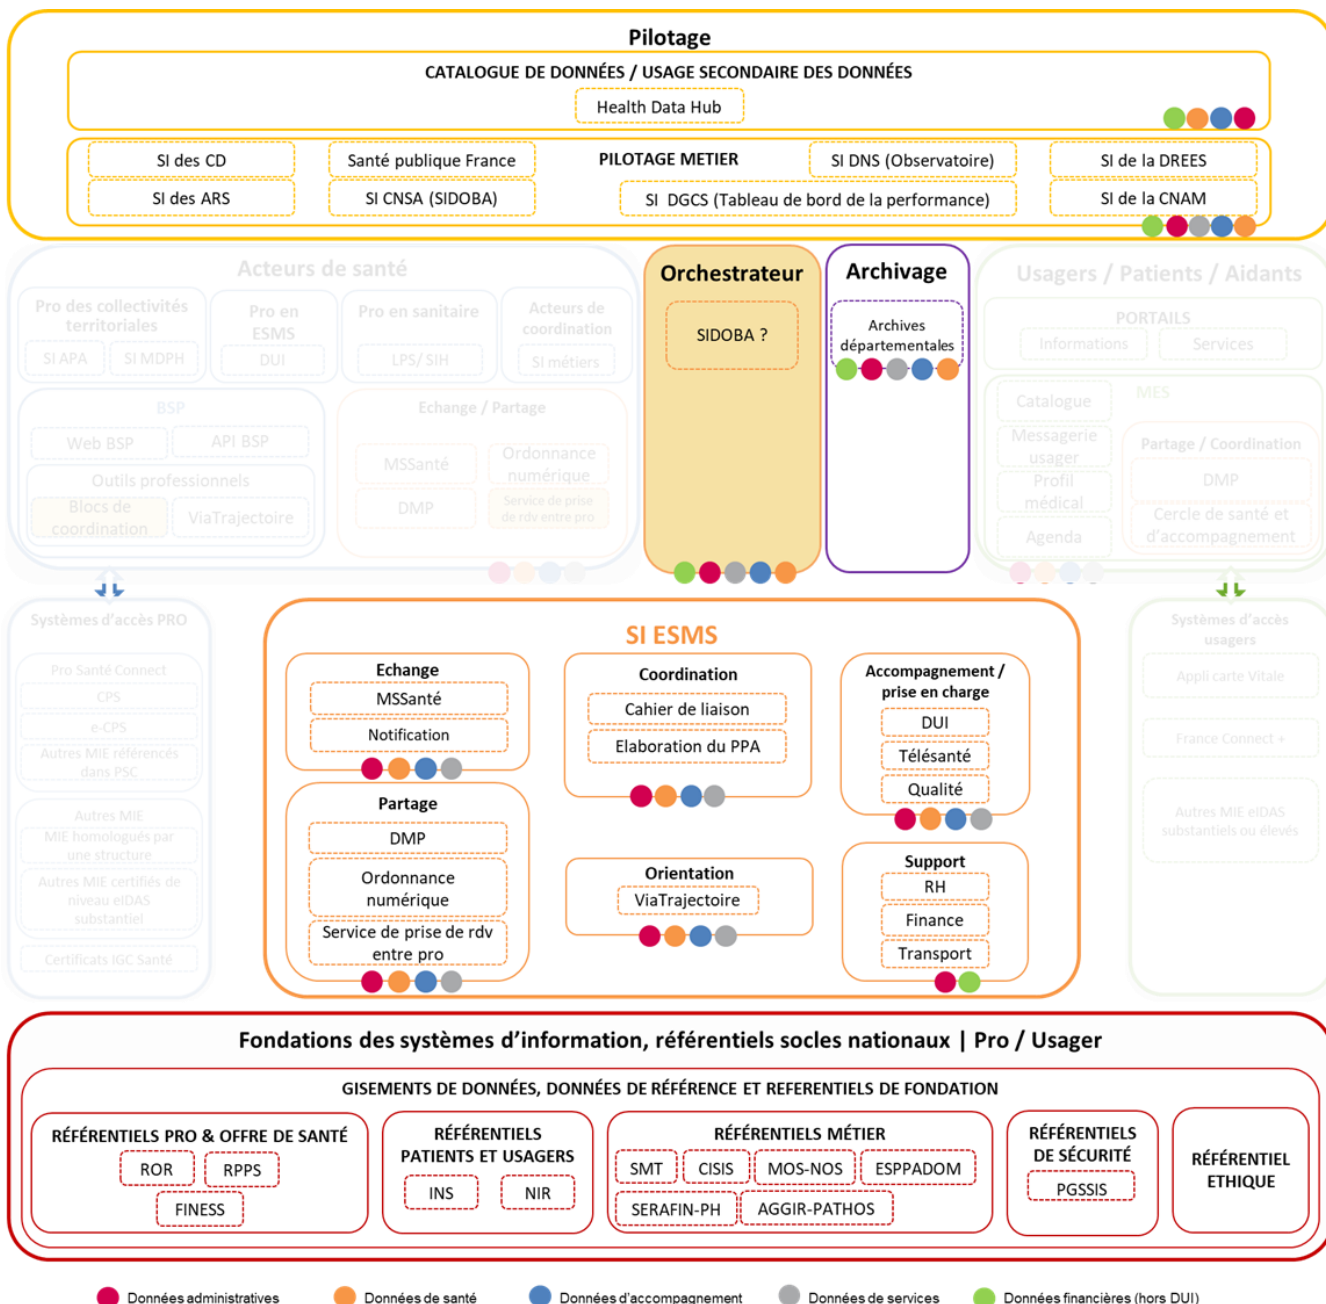 Pilotage
CATALOGUE DE DONNÉES / USAGE SECONDAIRE DES DONNÉES
Health Data Hub
SI des CD
Santé publique France
PILOTAGE METIER
SI DNS (Observatoire)
SI de la DREES
SI des ARS
SI CNSA (SIDOBA)
SI  DGCS (Tableau de bord de la performance)
SI de la CNAM
Acteurs de santé
Pro des collectivités
territoriales
SI APA
SI MDPH
Pro en
ESMS
DUI
Pro en sanitaire
LPS/ SIH
Acteurs de
coordination
SI métiers
BSP
Web BSP
API BSP
Outils professionnels
Blocs de
coordination
ViaTrajectoire
Echange / Partage
MSSanté
Ordonnance
numérique
DMP
Service de prise
de rdv entre pro
Orchestrateur
SIDOBA ?
Archivage
Archives
départementales
Usagers / Patients / Aidants
PORTAILS
Informations
Services
MES
Catalogue
Messagerie
usager
Profil
médical
Agenda
Partage / Coordination
DMP
Cercle de santé et
d'accompagnement
Systèmes d'accès PRO
Pro Santé Connect
CPS
e-CPS
Autres MIE référencés
dans PSC
Autres MIE
MIE homologués par
une structure
Autres MIE certifiés de
niveau eIDAS
substantiel
Certificats IGC Santé
SI ESMS
Echange
MSSanté
Notification
Partage
DMP
Ordonnance
numérique
Service de prise de rdv
entre pro
Coordination
Cahier de liaison
Elaboration du PPA
Orientation
ViaTrajectoire
Accompagnement /
prise en charge
DUI
Télésanté
Qualité
Support
RH
Finance
Transport
Systèmes d'accès
usagers
Appli carte Vitale
France Connect +
Autres MIE eIDAS
substantiels ou élevés
Fondations des systèmes d'information, référentiels socles nationaux | Pro / Usager
GISEMENTS DE DONNÉES, DONNÉES DE RÉFÉRENCE ET REFERENTIELS DE FONDATION
RÉFÉRENTIELS PRO & OFFRE DE SANTÉ
ROR
RPPS
FINESS
RÉFÉRENTIELS
PATIENTS ET USAGERS
INS
NIR
RÉFÉRENTIELS MÉTIER
SMT
CISIS
MOS-NOS
ESPPADOM
SERAFIN-PH
AGGIR-PATHOS
RÉFÉRENTIELS
DE SÉCURITÉ
PGSSIS
RÉFÉRENTIEL
ETHIQUE
Données administratives
Données de santé
Données d'accompagnement
Données de services
Données financières (hors DUI)